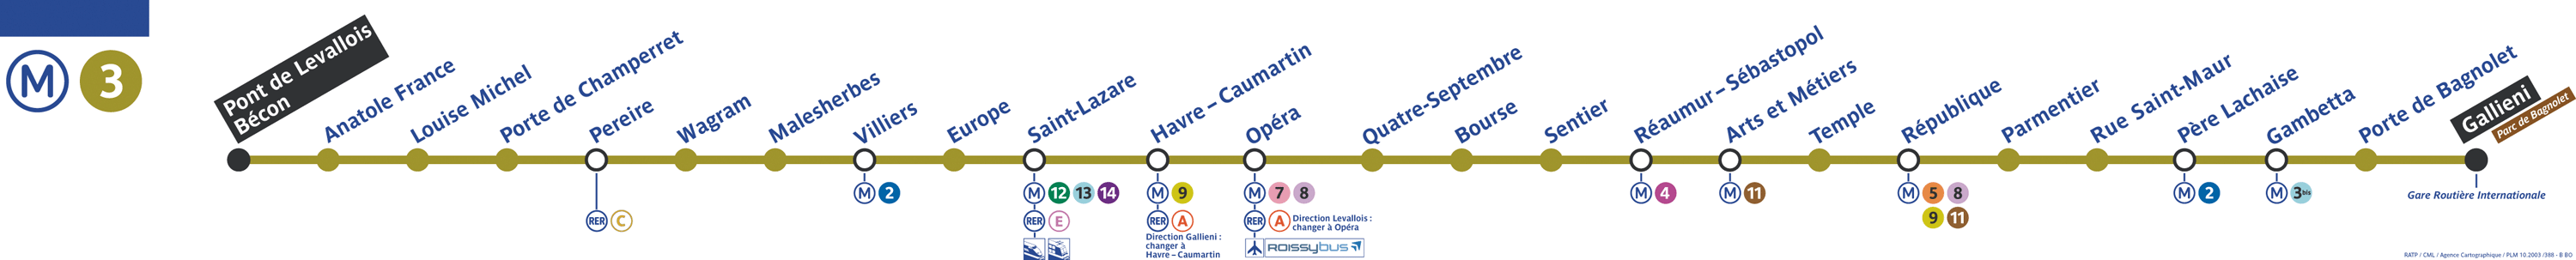 M 3
Pont de Levallois
Bécon
Anatole France
Louise Michel
Porte de Champerret
Pereire
Wagram
Malesherbes
Villiers
Europe
Saint-Lazare
Havre – Caumartin
Opéra
Quatre-Septembre
Bourse
Sentier
Réaumur – Sébastopol
Arts et Métiers
Temple
République
Parmentier
Rue Saint-Maur
Père Lachaise
Gambetta
Porte de Bagnolet
Gallieni
Parc de Bagnolet
RER C
M 2
M 12 13 14
RER E
M 9
RER A
Direction Gallieni :
changer à
Havre – Caumartin
M 7 8
RER A
Direction Levallois :
changer à Opéra
ROISSYBUS
M 4
M 11
M 5 8
9 11
M 2
M 3bis
Gare Routière Internationale
RATP / CML / Agence Cartographique / PLM 10.2003 /388 - B BO